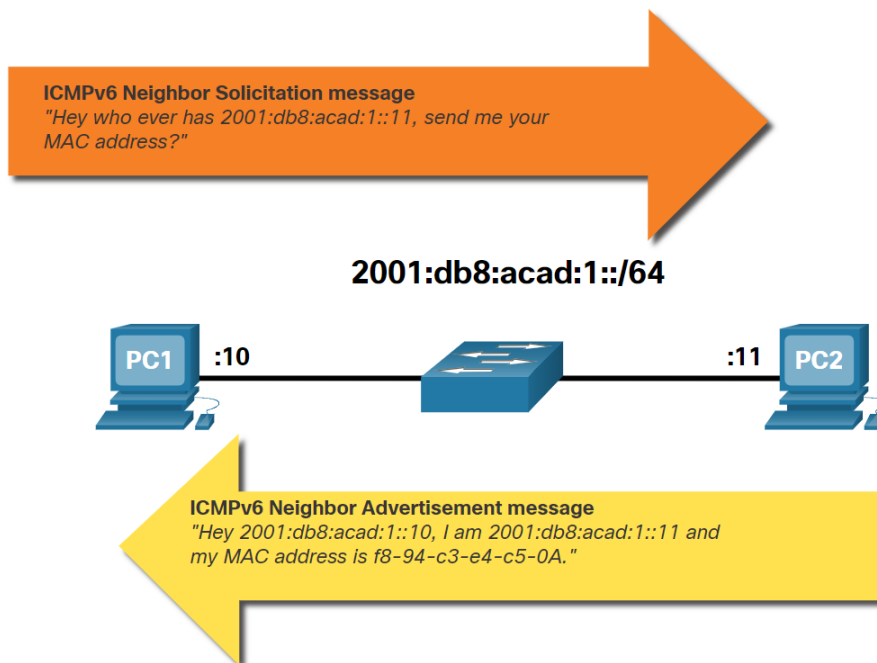 ICMPv6 Neighbor Solicitation message
"Hey who ever has 2001:db8:acad:1::11, send me your
MAC address?"
2001:db8:acad:1::/64
PC1
:10
:11
PC2
ICMPv6 Neighbor Advertisement message
"Hey 2001:db8:acad:1::10, I am 2001:db8:acad:1::11 and
my MAC address is f8-94-c3-e4-c5-0A."